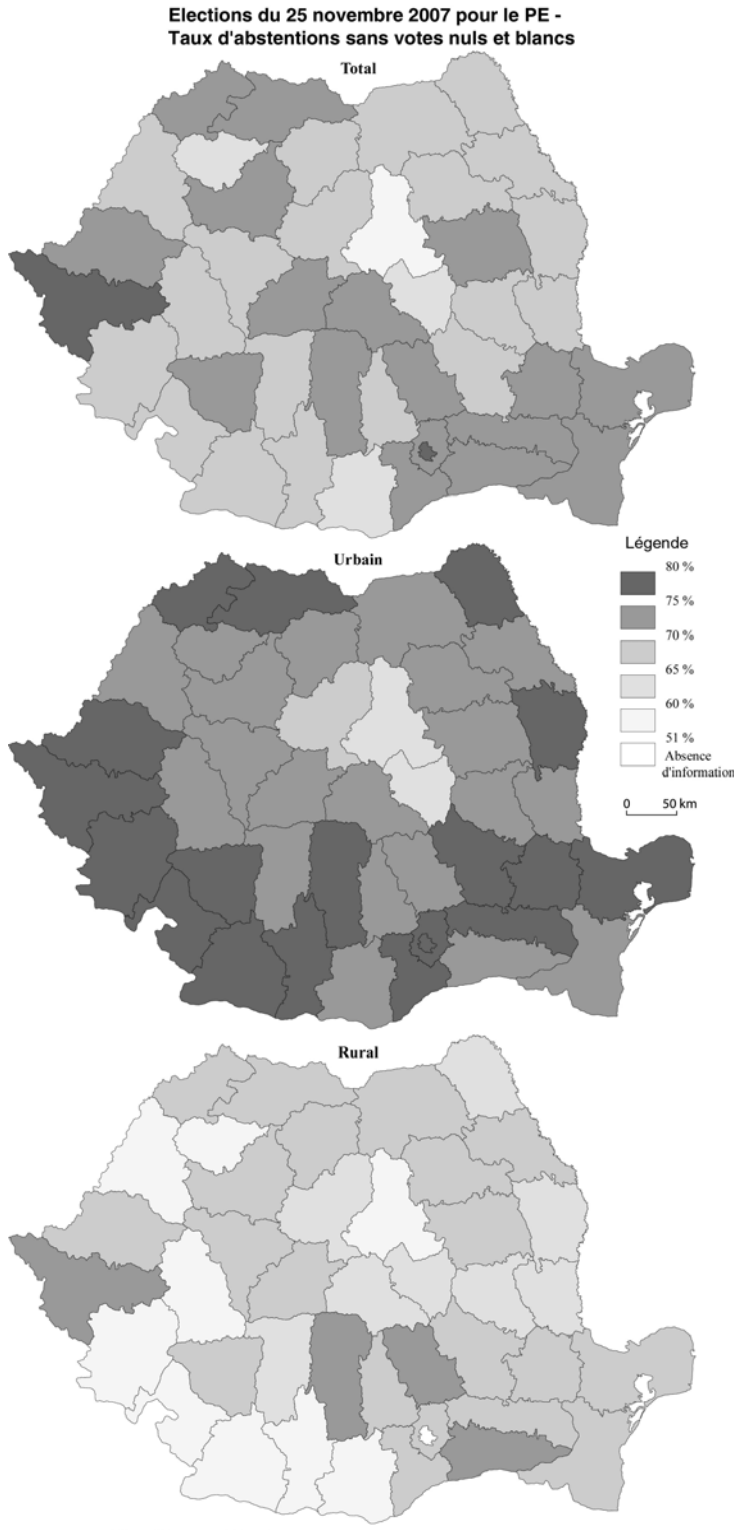 Elections du 25 novembre 2007 pour le PE -
Taux d'abstentions sans votes nuls et blancs
Total
Urbain
Légende
80 %
75 %
70 %
65 %
60 %
51 %
Absence
d'information
0 50 km
Rural